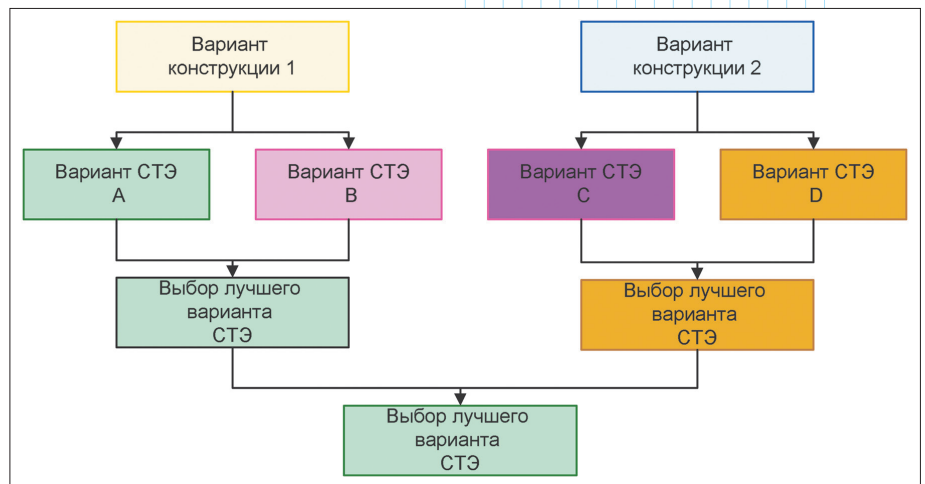 Вариант
конструкции 1
Вариант
конструкции 2
Вариант СТЭ
A
Вариант СТЭ
B
Вариант СТЭ
C
Вариант СТЭ
D
Выбор лучшего
варианта
СТЭ
Выбор лучшего
варианта
СТЭ
Выбор лучшего
варианта
СТЭ